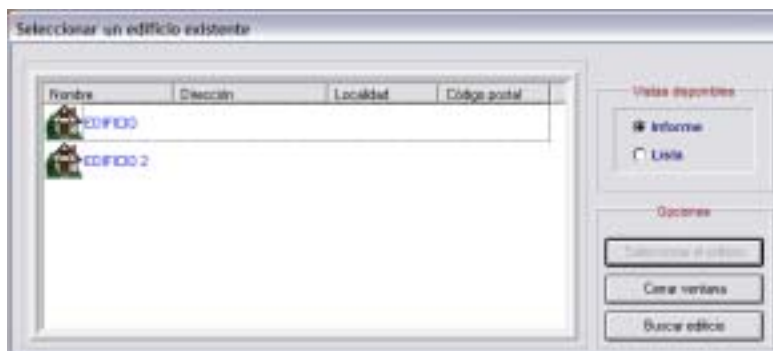 Seleccionar un edificio existente
Nombre Dirección Localidad Código postal
EDIFICIO
EDIFICIO 2
Vistas disponibles
Informe
Lista
Opciones
Seleccionar el edificio
Cerrar ventana
Buscar edificio